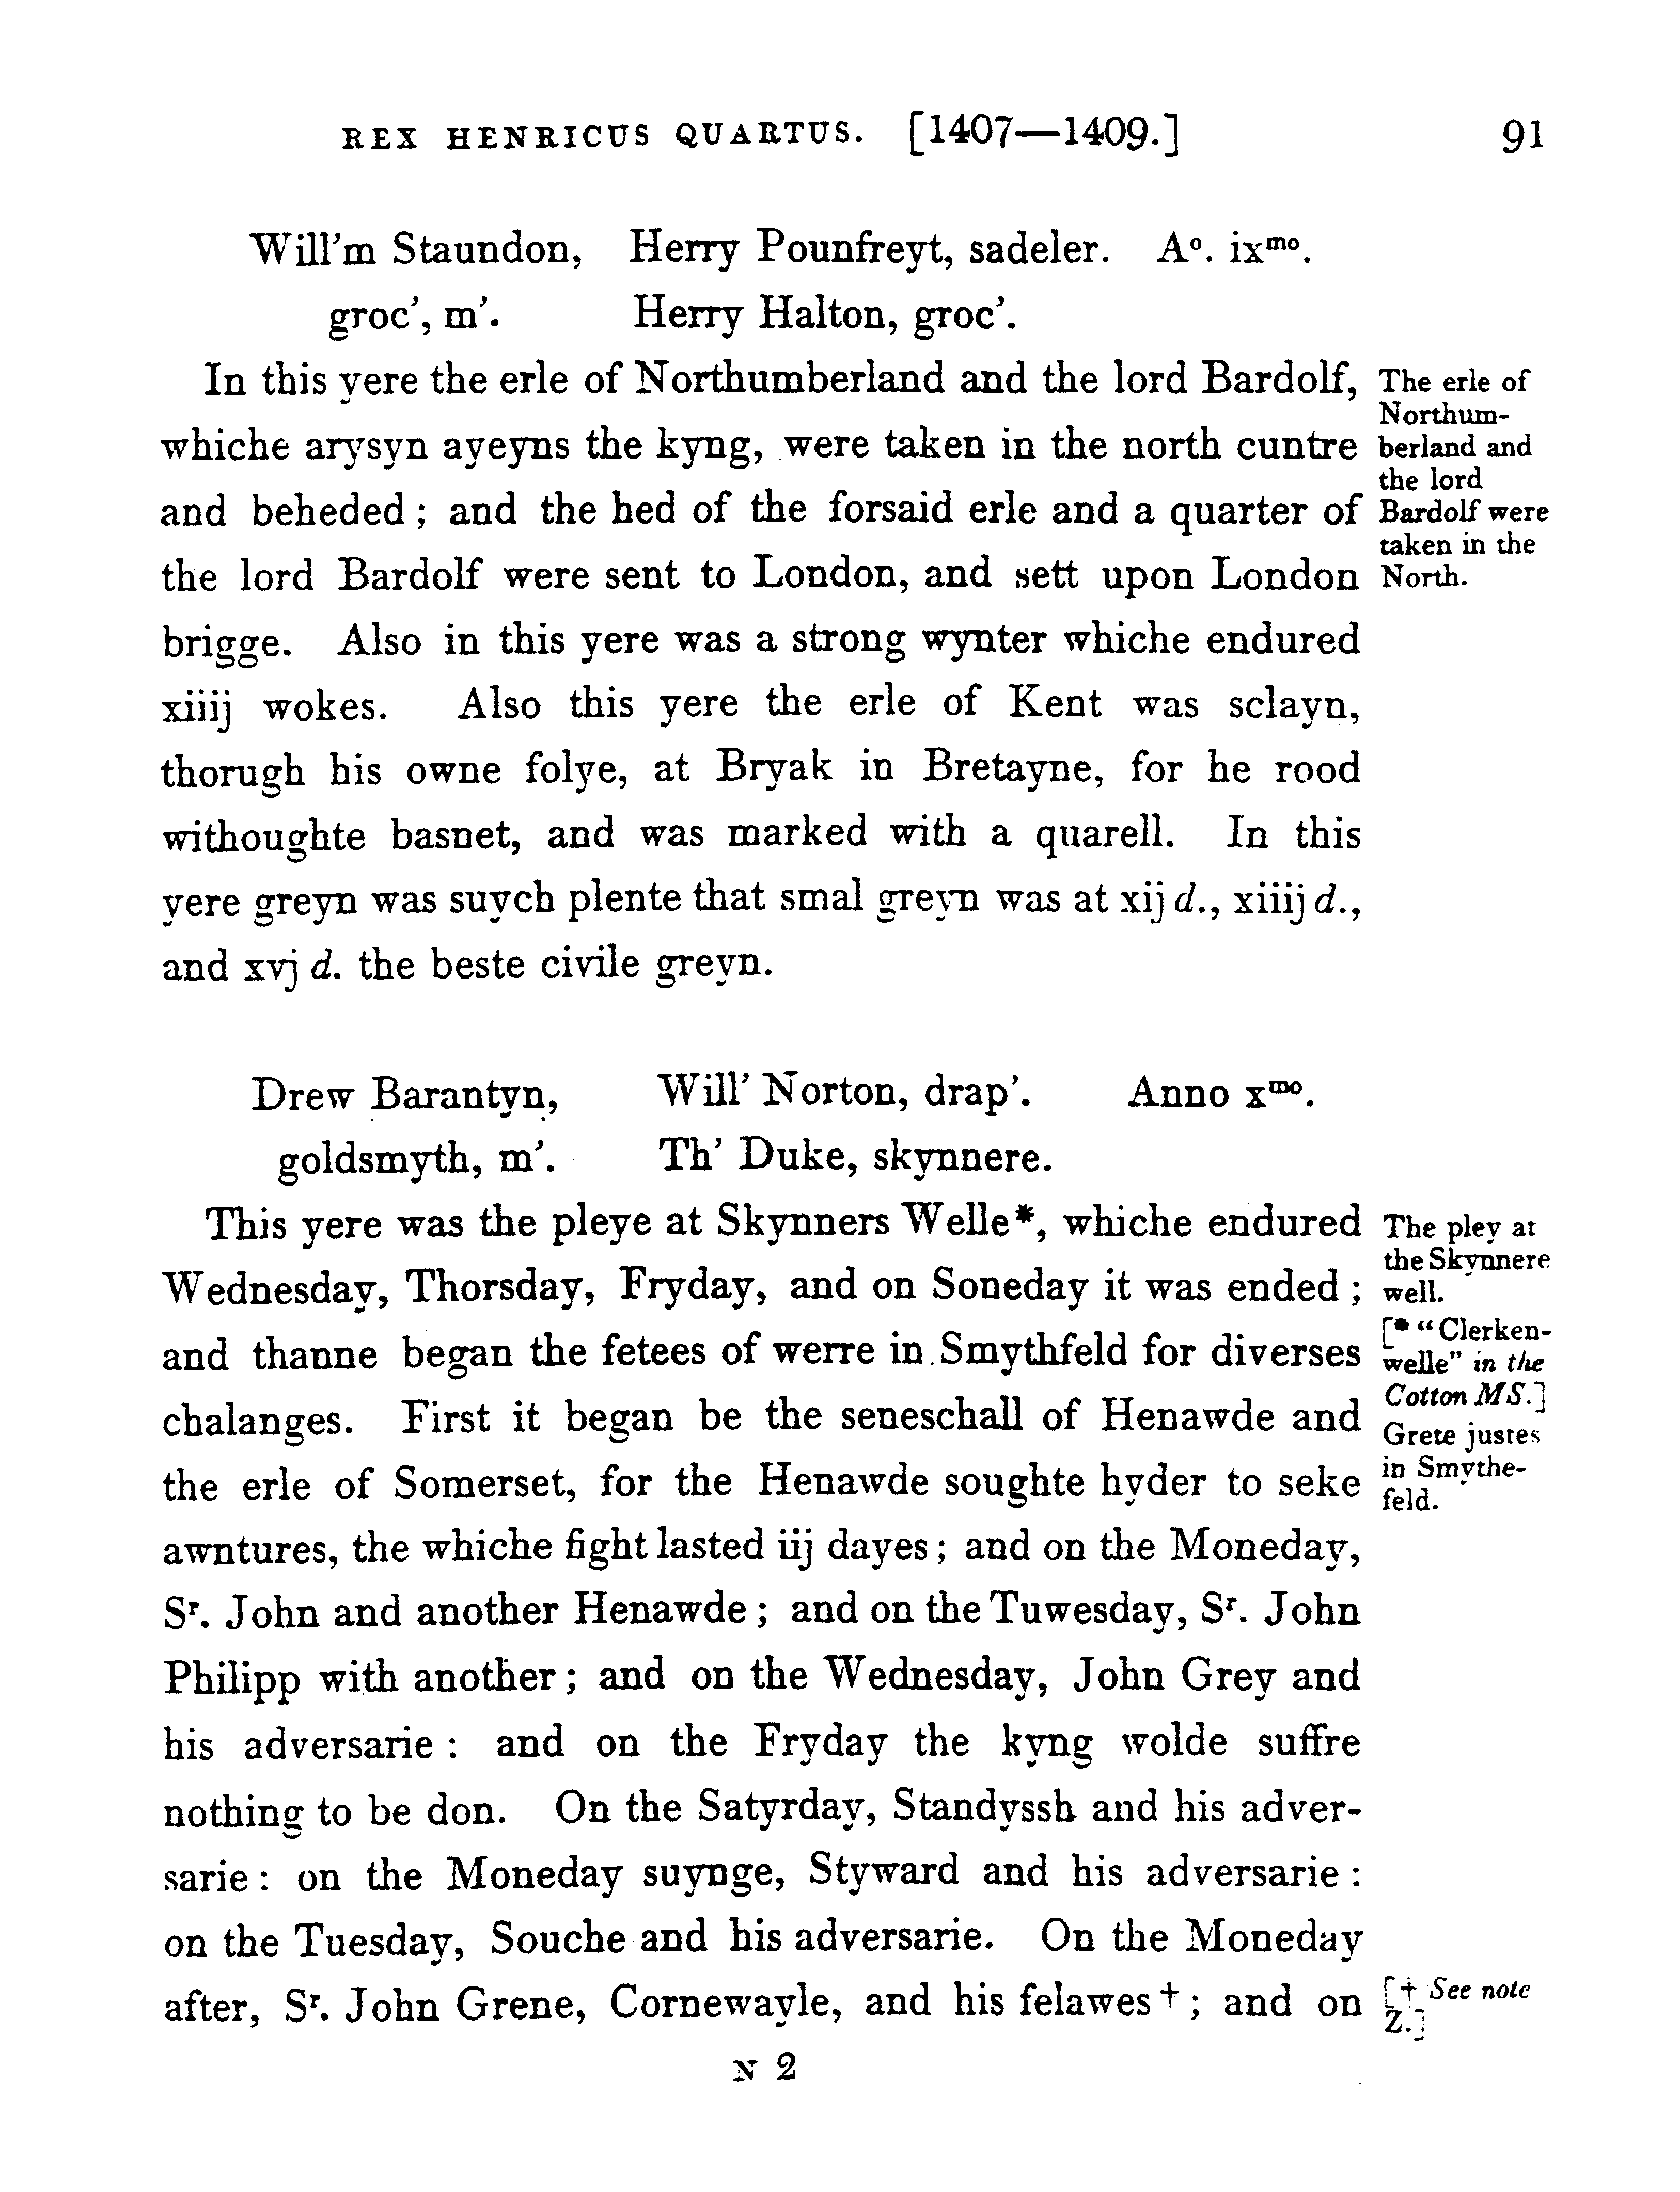 REX HENRICUS QUARTUS. [1407—1409.] 91
Will'm Staundon, Herry Pounfreyt, sadeler. Aº. ixᵐᵒ.
groc', m'. Herry Halton, groc'.
In this yere the erle of Northumberland and the lord Bardolf,
whiche arysyn ayeyns the kyng, were taken in the north cuntre
and beheded; and the hed of the forsaid erle and a quarter of
the lord Bardolf were sent to London, and sett upon London
brigge. Also in this yere was a strong wynter whiche endured
xiiij wokes. Also this yere the erle of Kent was sclayn,
thorugh his owne folye, at Bryak in Bretayne, for he rood
withoughte basnet, and was marked with a quarell. In this
yere greyn was suych plente that smal greyn was at xij d., xiiij d.,
and xvj d. the beste civile greyn.
The erle of
Northum-
berland and
the lord
Bardolf were
taken in the
North.
Drew Barantyn, Will' Norton, drap'. Anno xᵐᵒ.
goldsmyth, m'. Th' Duke, skynnere.
This yere was the pleye at Skynners Welle*, whiche endured
Wednesday, Thorsday, Fryday, and on Soneday it was ended;
and thanne began the fetees of werre in Smythfeld for diverses
chalanges. First it began be the seneschall of Henawde and
the erle of Somerset, for the Henawde soughte hyder to seke
awntures, the whiche fight lasted iij dayes; and on the Moneday,
Sʳ. John and another Henawde; and on the Tuwesday, Sʳ. John
Philipp with another; and on the Wednesday, John Grey and
his adversarie: and on the Fryday the kyng wolde suffre
nothing to be don. On the Satyrday, Standyssh and his adver-
sarie: on the Moneday suynge, Styward and his adversarie:
on the Tuesday, Souche and his adversarie. On the Moneday
after, Sʳ. John Grene, Cornewayle, and his felawes†; and on
The pley at
the Skynnere
well.
[* "Clerken-
welle" in the
Cotton MS.]
Grete justes
in Smythe-
feld.
[† See note
Z.]
N 2